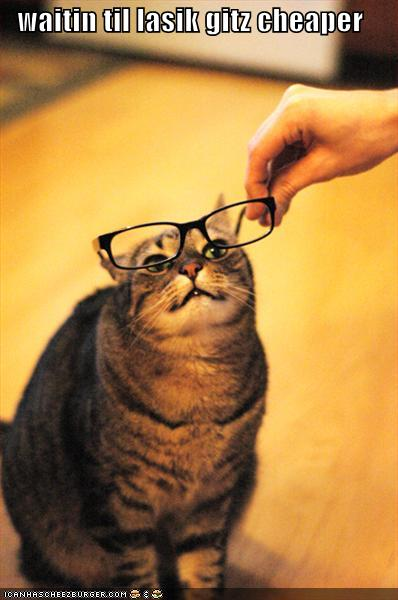 waitin til lasik gitz cheaper
ICANHASCHEEZBURGER.COM